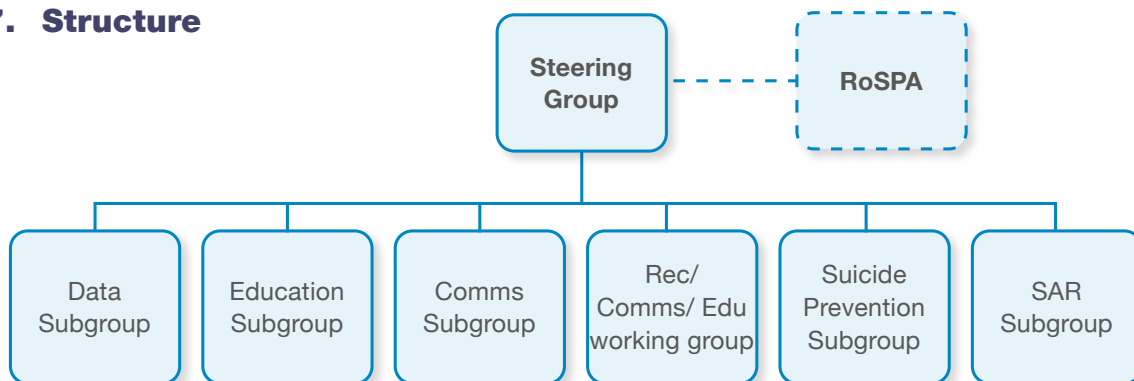 7. Structure
Steering
Group
RoSPA
Data
Subgroup
Education
Subgroup
Comms
Subgroup
Rec/
Comms/ Edu
working group
Suicide
Prevention
Subgroup
SAR
Subgroup